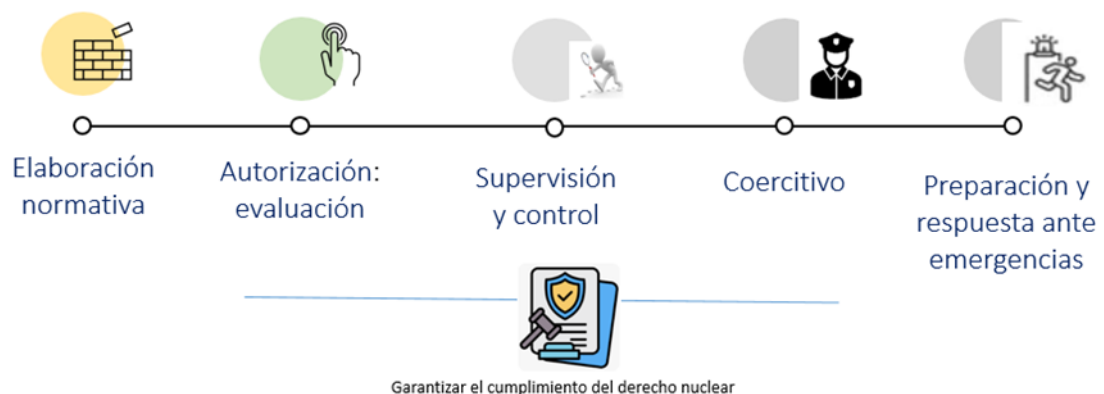 Elaboración
normativa
Autorización:
evaluación
Supervisión
y control
Coercitivo
Preparación y
respuesta ante
emergencias
Garantizar el cumplimiento del derecho nuclear